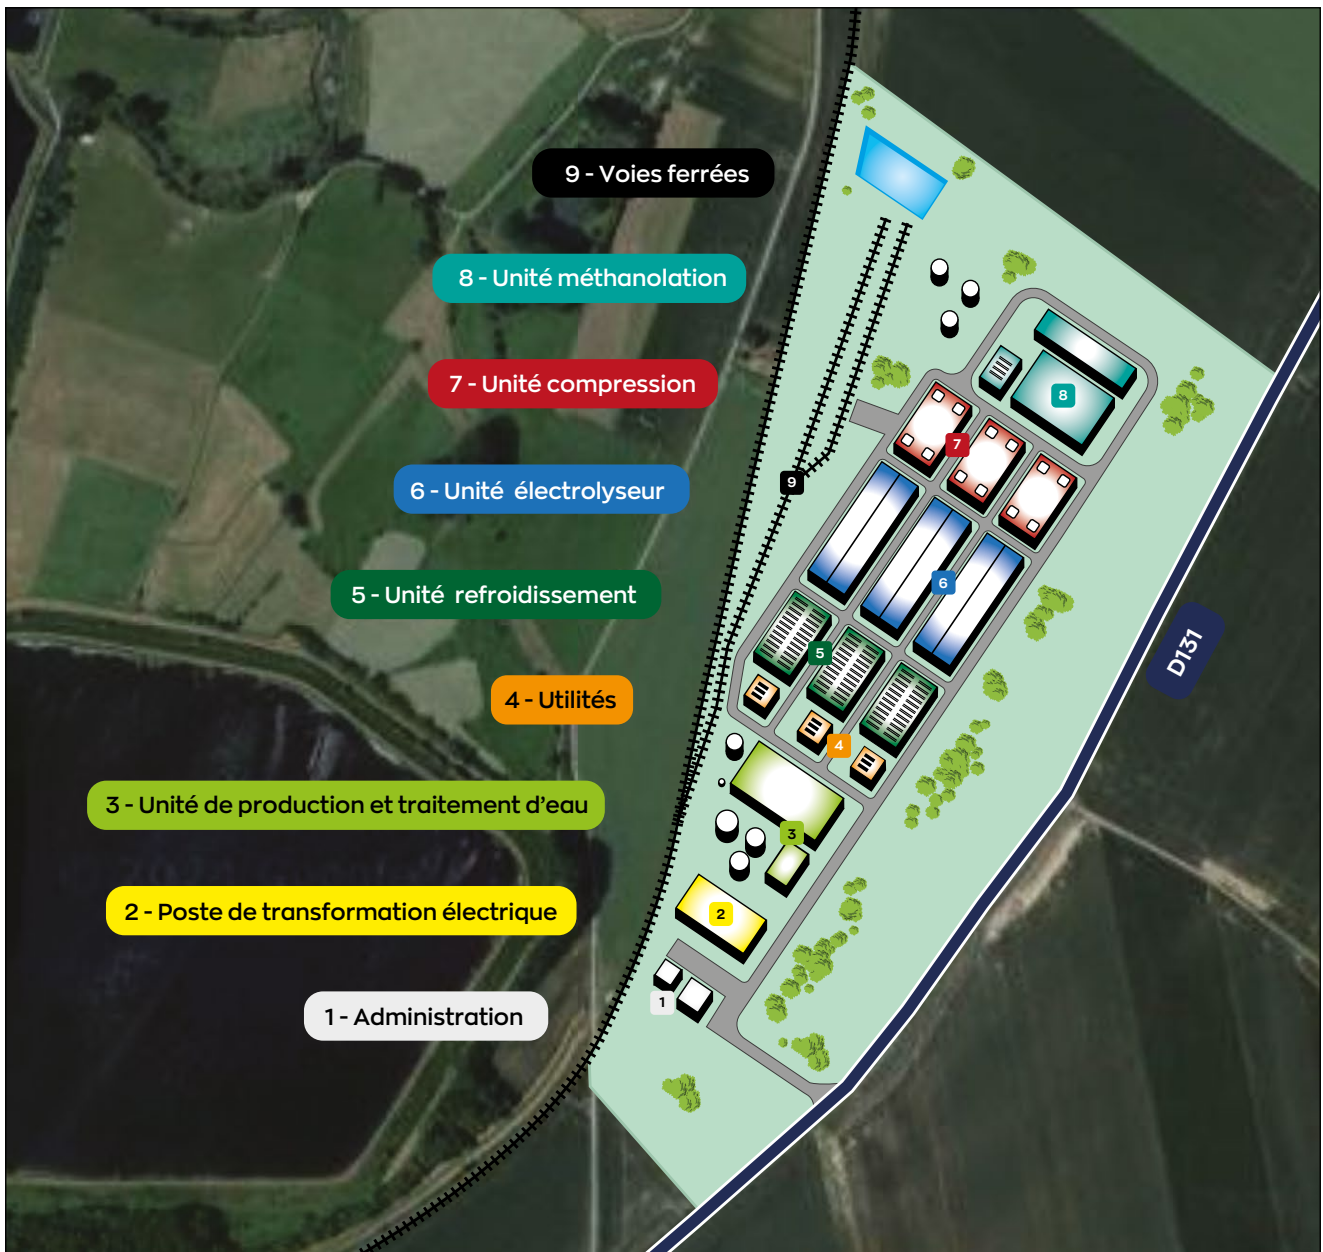 9 - Voies ferrées
8 - Unité méthanolation
7 - Unité compression
6 - Unité électrolyseur
5 - Unité refroidissement
4 - Utilités
3 - Unité de production et traitement d'eau
2 - Poste de transformation électrique
1 - Administration
8
7
9
6
5
4
3
2
1
D131